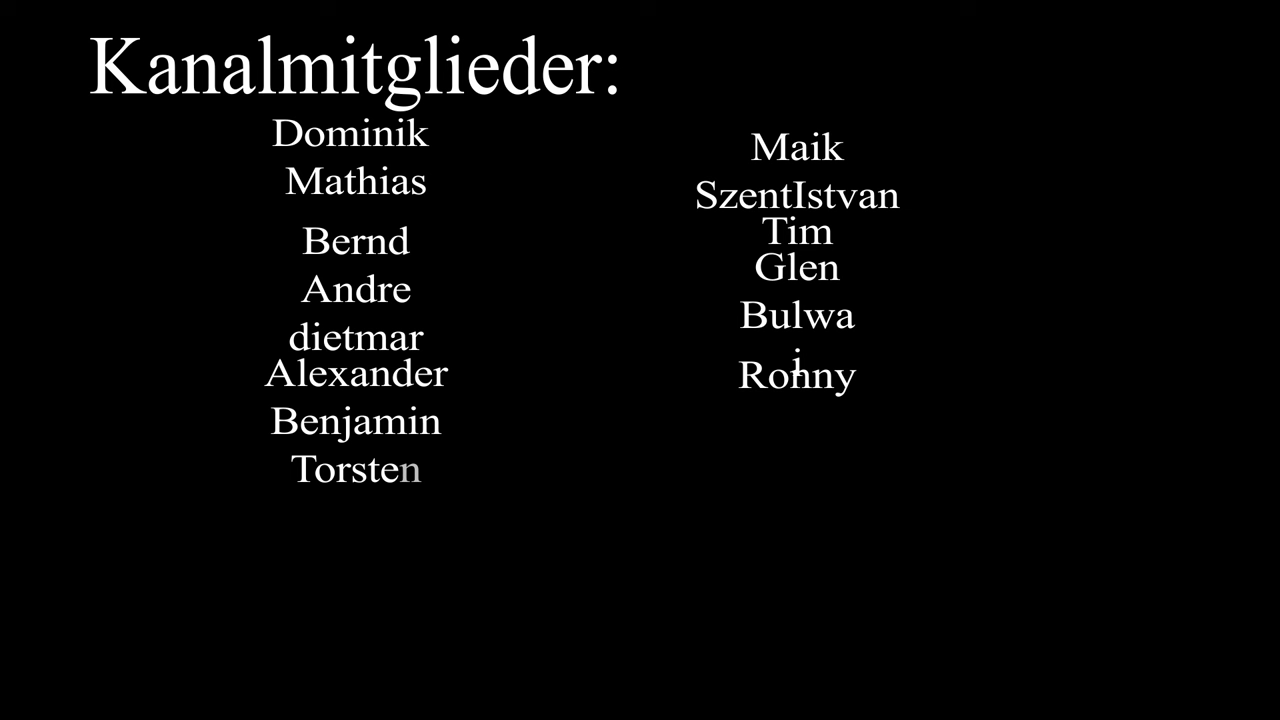 Kanalmitglieder:
Dominik
Mathias
Bernd
Andre
dietmar
Alexander
Benjamin
Torsten
Maik
SzentIstvan
Tim
Glen
Bulwa
i
Ronny